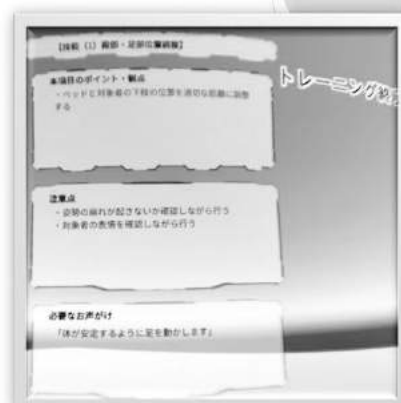 【技能（1）殿部・足部位置調整】
本項目のポイント・観点
・ベッドと対象者の下肢の位置を適切な距離に調整
する
トレーニング終了
注意点
・姿勢の崩れが起きないか確認しながら行う
・対象者の表情を確認しながら行う
必要なお声がけ
「体が安定するように足を動かします」